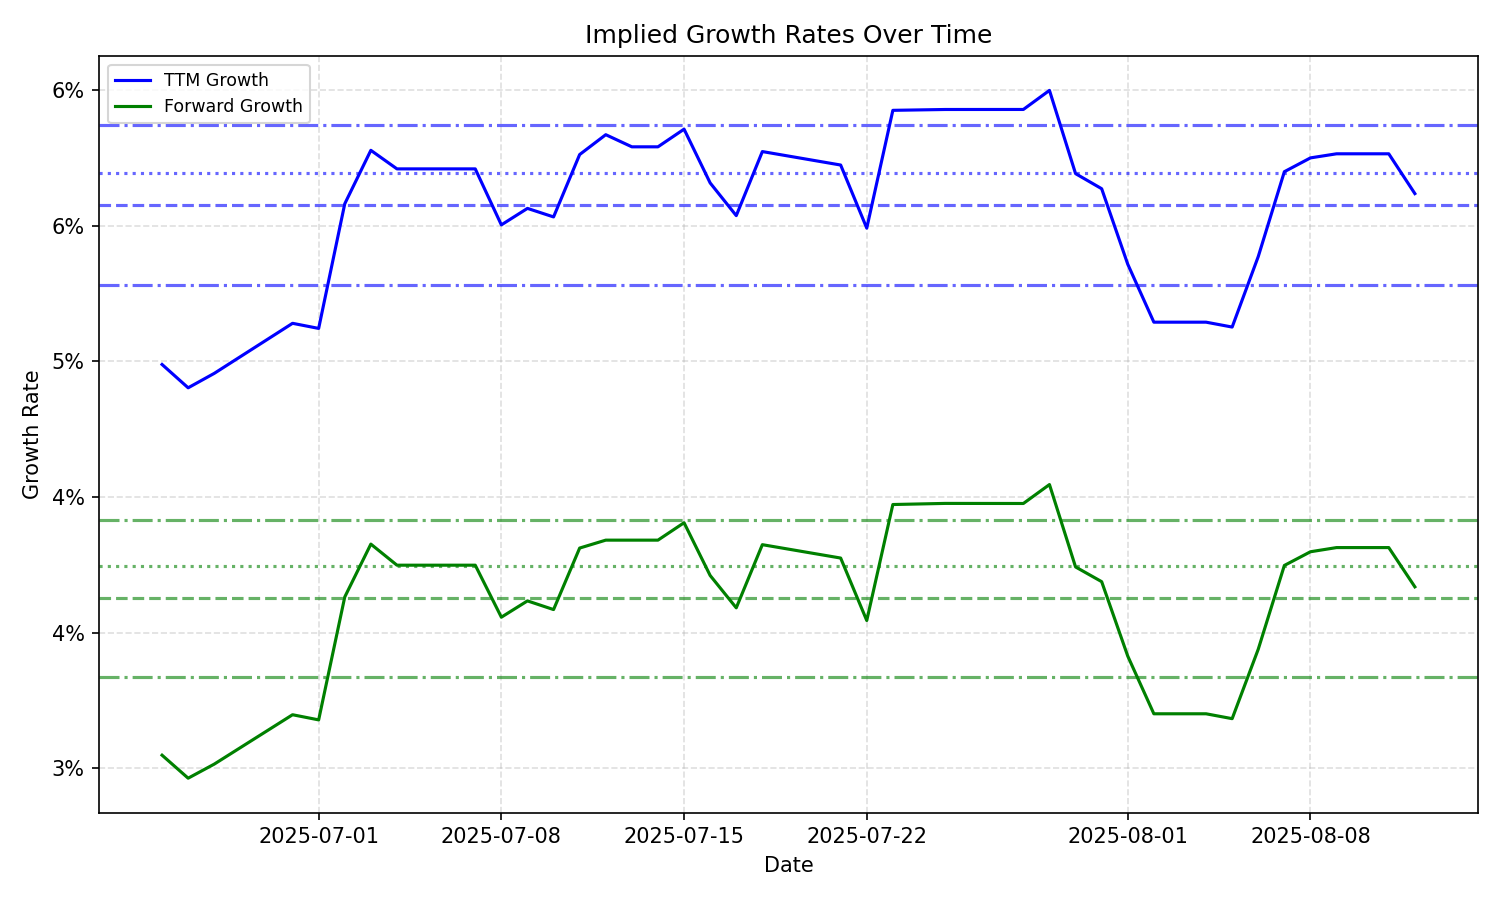 Implied Growth Rates Over Time
TTM Growth
Forward Growth
Growth Rate
6%
6%
5%
4%
4%
3%
2025-07-01
2025-07-08
2025-07-15
2025-07-22
2025-08-01
2025-08-08
Date